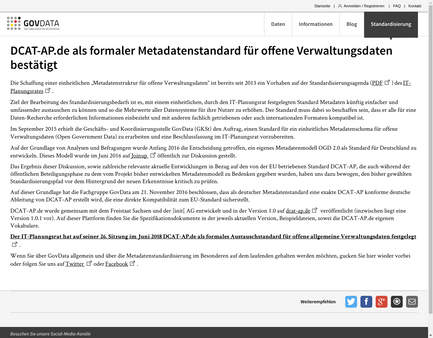 Startseite | Anmelden / Registrieren | FAQ | Kontakt
GOVDATA
Daten Informationen Blog Standardisierung
DCAT-AP.de als formaler Metadatenstandard für offene Verwaltungsdaten
bestätigt
Die Schaffung einer einheitlichen „Metadatenstruktur für offene Verwaltungsdaten" ist bereits seit 2013 ein Vorhaben auf der Standardisierungsagenda (PDF ) des IT-
Planungsrates .
Ziel der Bearbeitung des Standardisierungsbedarfs ist es, mit einem einheitlichen, durch den IT-Planungsrat festgelegten Standard Metadaten künftig einfacher und
umfassender austauschen zu können und so die Mehrwerte aller Datensysteme für ihre Nutzer zu erhöhen. Der Standard muss dabei so beschaffen sein, dass er alle für eine
Daten-Recherche erforderlichen Informationen einbezieht und mit anderen fachlich getriebenen oder auch internationalen Formaten kompatibel ist.
Im September 2015 erhielt die Geschäfts- und Koordinierungsstelle GovData (GKSt) den Auftrag, einen Standard für ein einheitliches Metadatenschema für offenen
Verwaltungsdaten (Open Government Data) zu erarbeiten und eine Beschlussfassung im IT-Planungsrat vorzubereiten.
Auf der Grundlage von Analysen und Befragungen wurde Anfang 2016 die Entscheidung getroffen, ein eigenes Metadatenmodell OGD 2.0 als Standard für Deutschland zu
entwickeln. Dieses Modell wurde im Juni 2016 auf Joinup öffentlich zur Diskussion gestellt.
Das Ergebnis dieser Diskussion, sowie zahlreiche relevante aktuelle Entwicklungen in Bezug auf den von der EU betriebenen Standard DCAT-AP, die auch während der
öffentlichen Beteiligungsphase zu dem vom Projekt bisher entwickelten Metadatenmodell zu Bedenken gegeben wurden, haben uns dazu bewogen, den bisher gewählten
Standardisierungspfad vor dem Hintergrund der neuen Erkenntnisse kritisch zu prüfen.
Auf dieser Grundlage hat die Fachgruppe GovData am 21. November 2016 beschlossen, dass als deutscher Metadatenstandard eine exakte DCAT-AP konforme deutsche
Ableitung von DCAT-AP erstellt wird, die eine direkte Kompatibilität zum EU-Standard sicherstellt.
DCAT-AP.de wurde gemeinsam mit dem Freistaat Sachsen und der ]init[ AG entwickelt und in der Version 1.0 auf dcat-ap.de veröffentlicht (inzwischen liegt eine
Version 1.0.1 vor). Auf dieser Plattform finden Sie die Spezifikationsdokumente in der jeweils aktuellen Version, Beispieldateien, sowie die DCAT-AP.de eigenen
Vokabulare.
Der IT-Planungsrat hat auf seiner 26. Sitzung im Juni 2018 DCAT-AP.de als formales Austauschstandard für offene allgemeine Verwaltungsdaten festgelegt
.
Wenn Sie über GovData allgemein und über die Metadatenstandardisierung im Besonderen auf dem laufenden gehalten werden möchten, gucken Sie hier wieder vorbei
oder folgen Sie uns auf Twitter oder Facebook .
Weiterempfehlen
Besuchen Sie unsere Social-Media-Kanäle